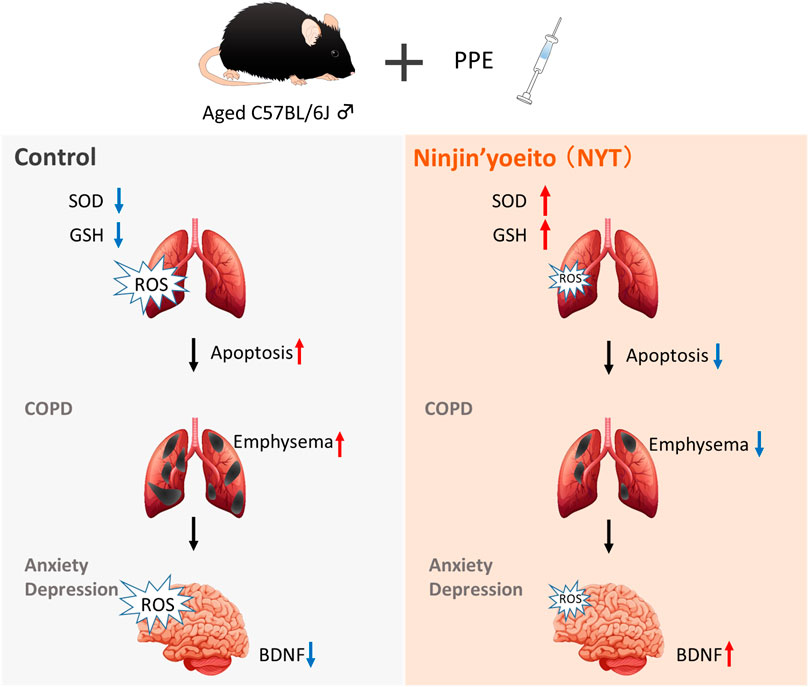 PPE
Aged C57BL/6J ♂
Control
SOD
GSH
ROS
Apoptosis
COPD
Emphysema
Anxiety
Depression
ROS
BDNF
Ninjin’yoeito（NYT）
SOD
GSH
ROS
Apoptosis
COPD
Emphysema
Anxiety
Depression
ROS
BDNF